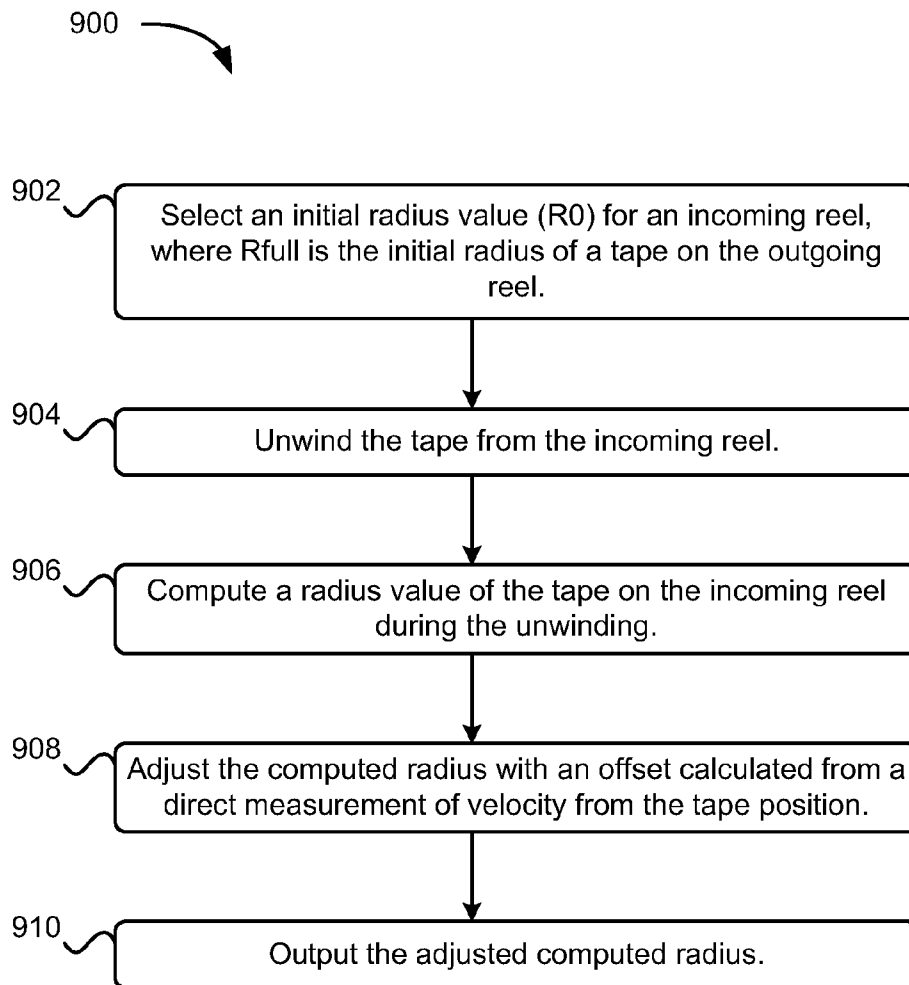 900
902
Select an initial radius value (R0) for an incoming reel,
where Rfull is the initial radius of a tape on the outgoing
reel.
904
Unwind the tape from the incoming reel.
906
Compute a radius value of the tape on the incoming reel
during the unwinding.
908
Adjust the computed radius with an offset calculated from a
direct measurement of velocity from the tape position.
910
Output the adjusted computed radius.